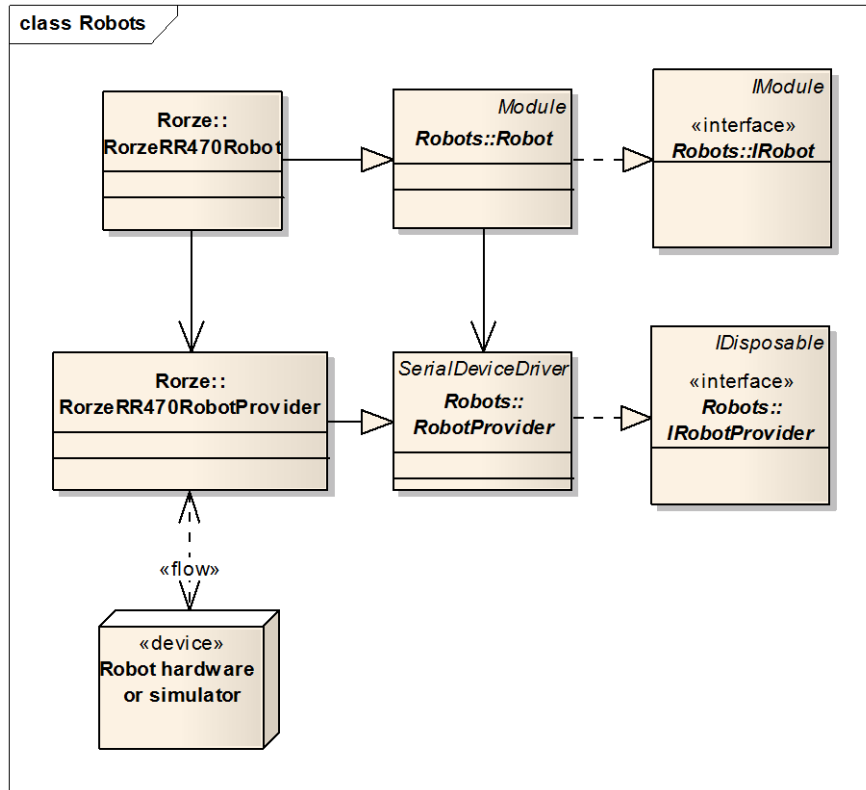 class Robots
Rorze::
RorzeRR470Robot
Module
Robots::Robot
IModule
«interface»
Robots::IRobot
Rorze::
RorzeRR470RobotProvider
SerialDeviceDriver
Robots::
RobotProvider
IDisposable
«interface»
Robots::
IRobotProvider
«flow»
«device»
Robot hardware
or simulator